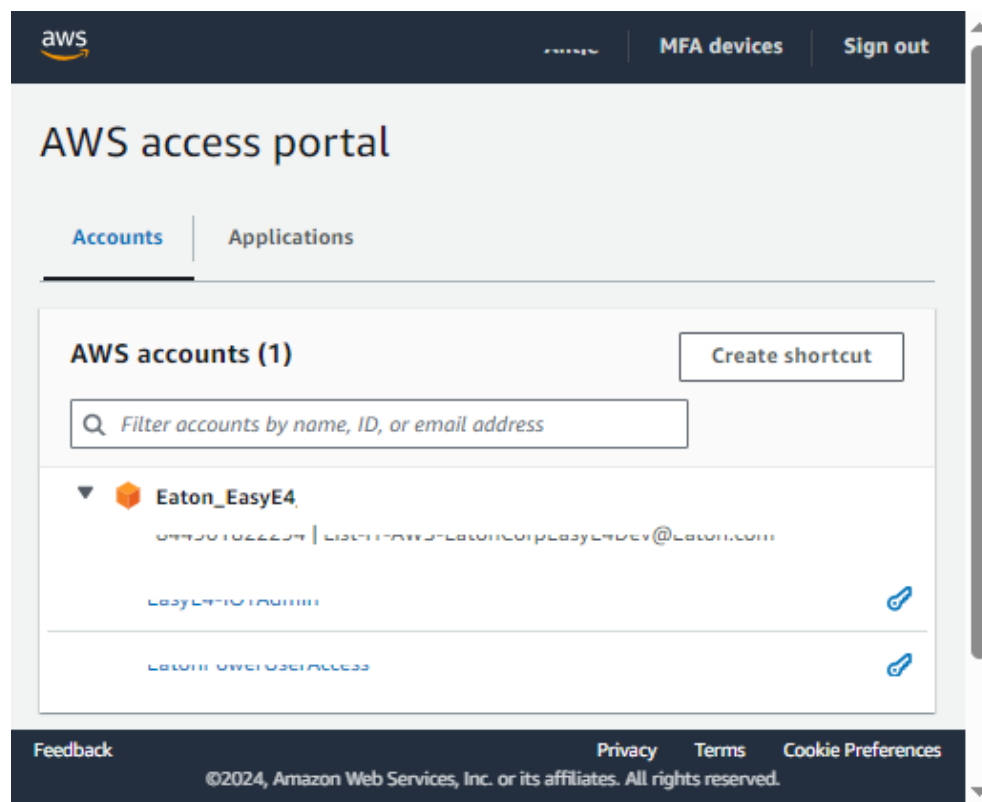 aws
MFA devices
Sign out
AWS access portal
Accounts
Applications
AWS accounts (1)
Create shortcut
Filter accounts by name, ID, or email address
Eaton_EasyE4
Feedback
Privacy
Terms
Cookie Preferences
©2024, Amazon Web Services, Inc. or its affiliates. All rights reserved.